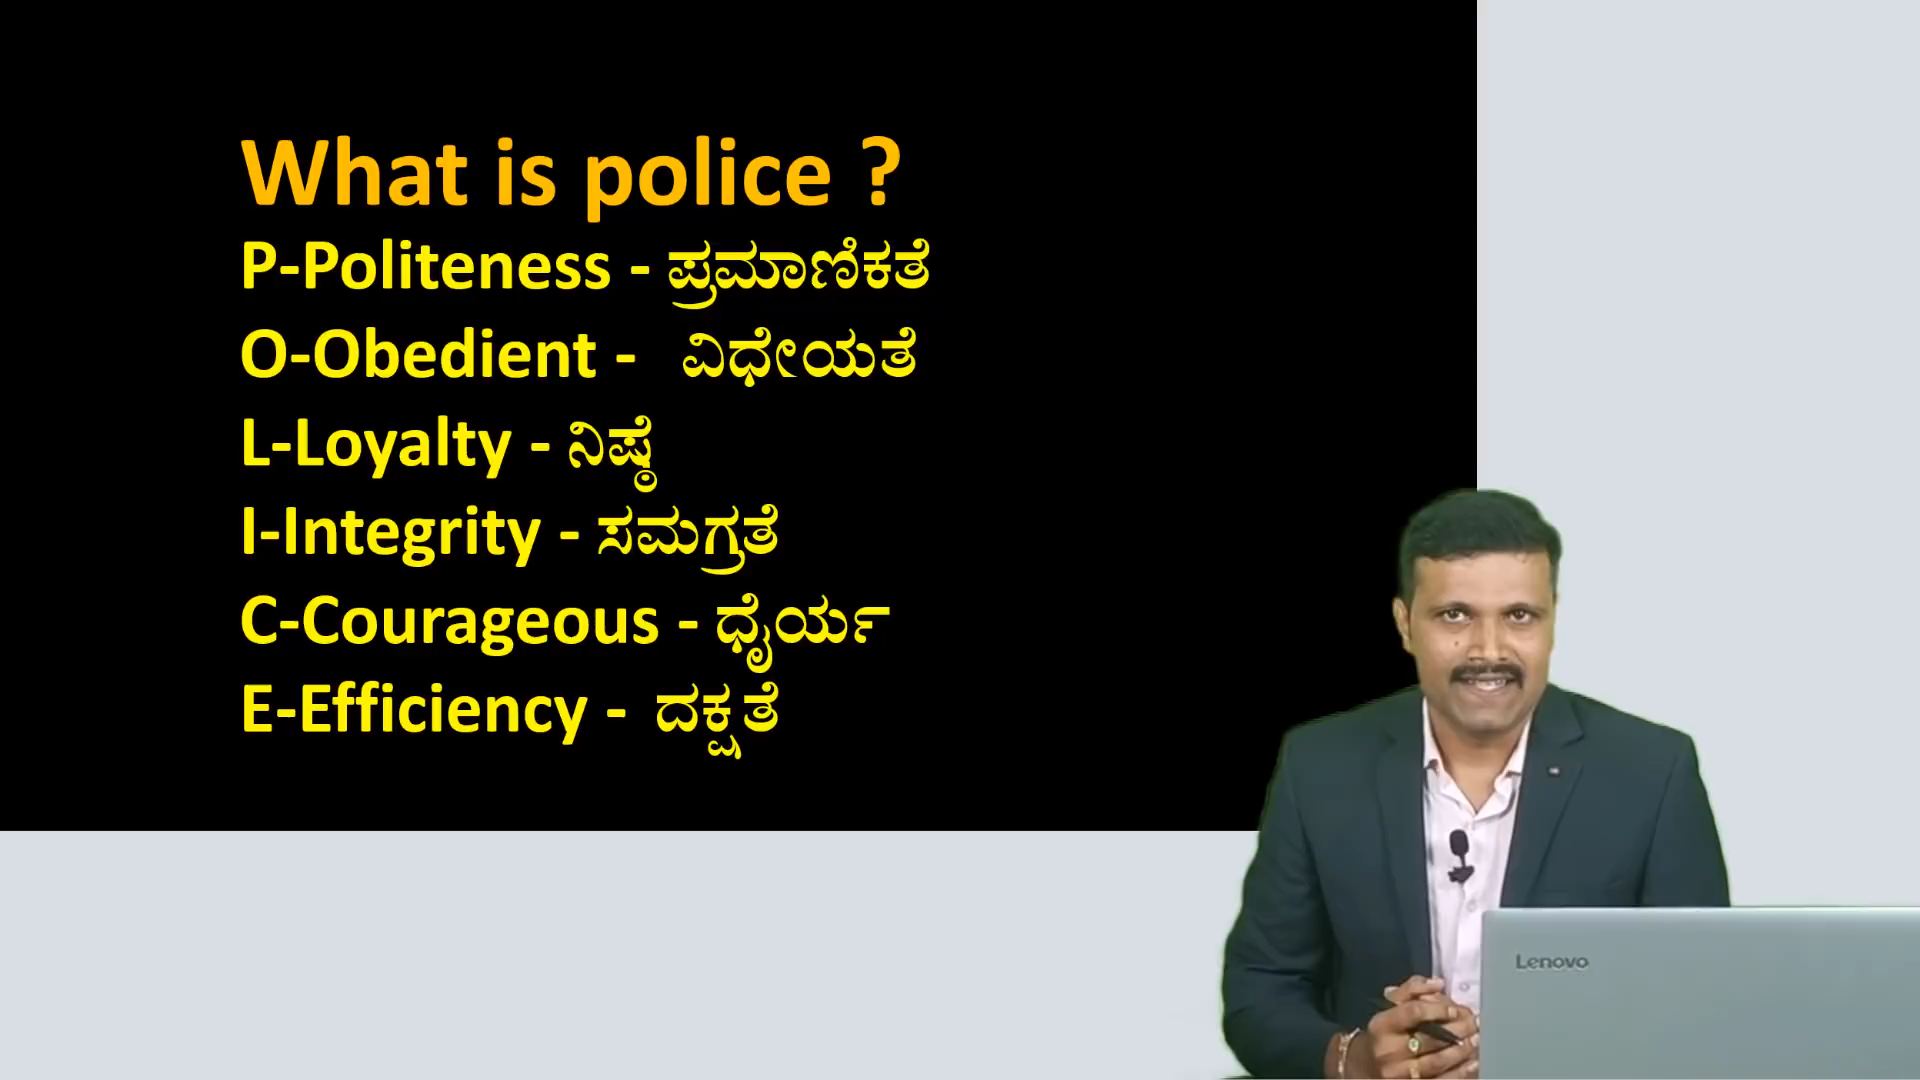 What is police ?
P-Politeness - ಪ್ರಮಾಣಿಕತೆ
O-Obedient - ವಿಧೇಯತೆ
L-Loyalty - ನಿಷ್ಠೆ
I-Integrity - ಸಮಗ್ರತೆ
C-Courageous - ಧೈರ್ಯ
E-Efficiency - ದಕ್ಷತೆ
Lenovo